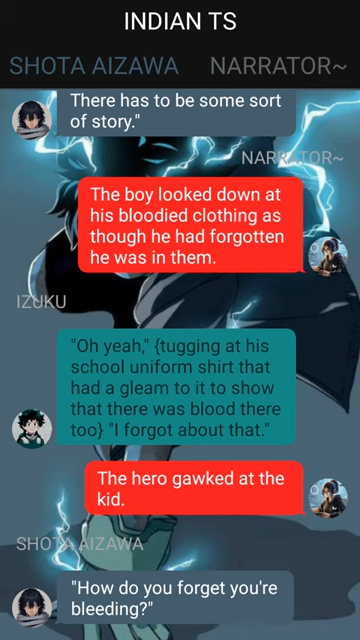 INDIAN TS
SHOTA AIZAWA NARRATOR~
There has to be some sort
of story."
NARRATOR~
The boy looked down at
his bloodied clothing as
though he had forgotten
he was in them.
IZUKU
"Oh yeah," {tugging at his
school uniform shirt that
had a gleam to it to show
that there was blood there
too} "I forgot about that."
The hero gawked at the
kid.
SHOTA AIZAWA
"How do you forget you're
bleeding?"